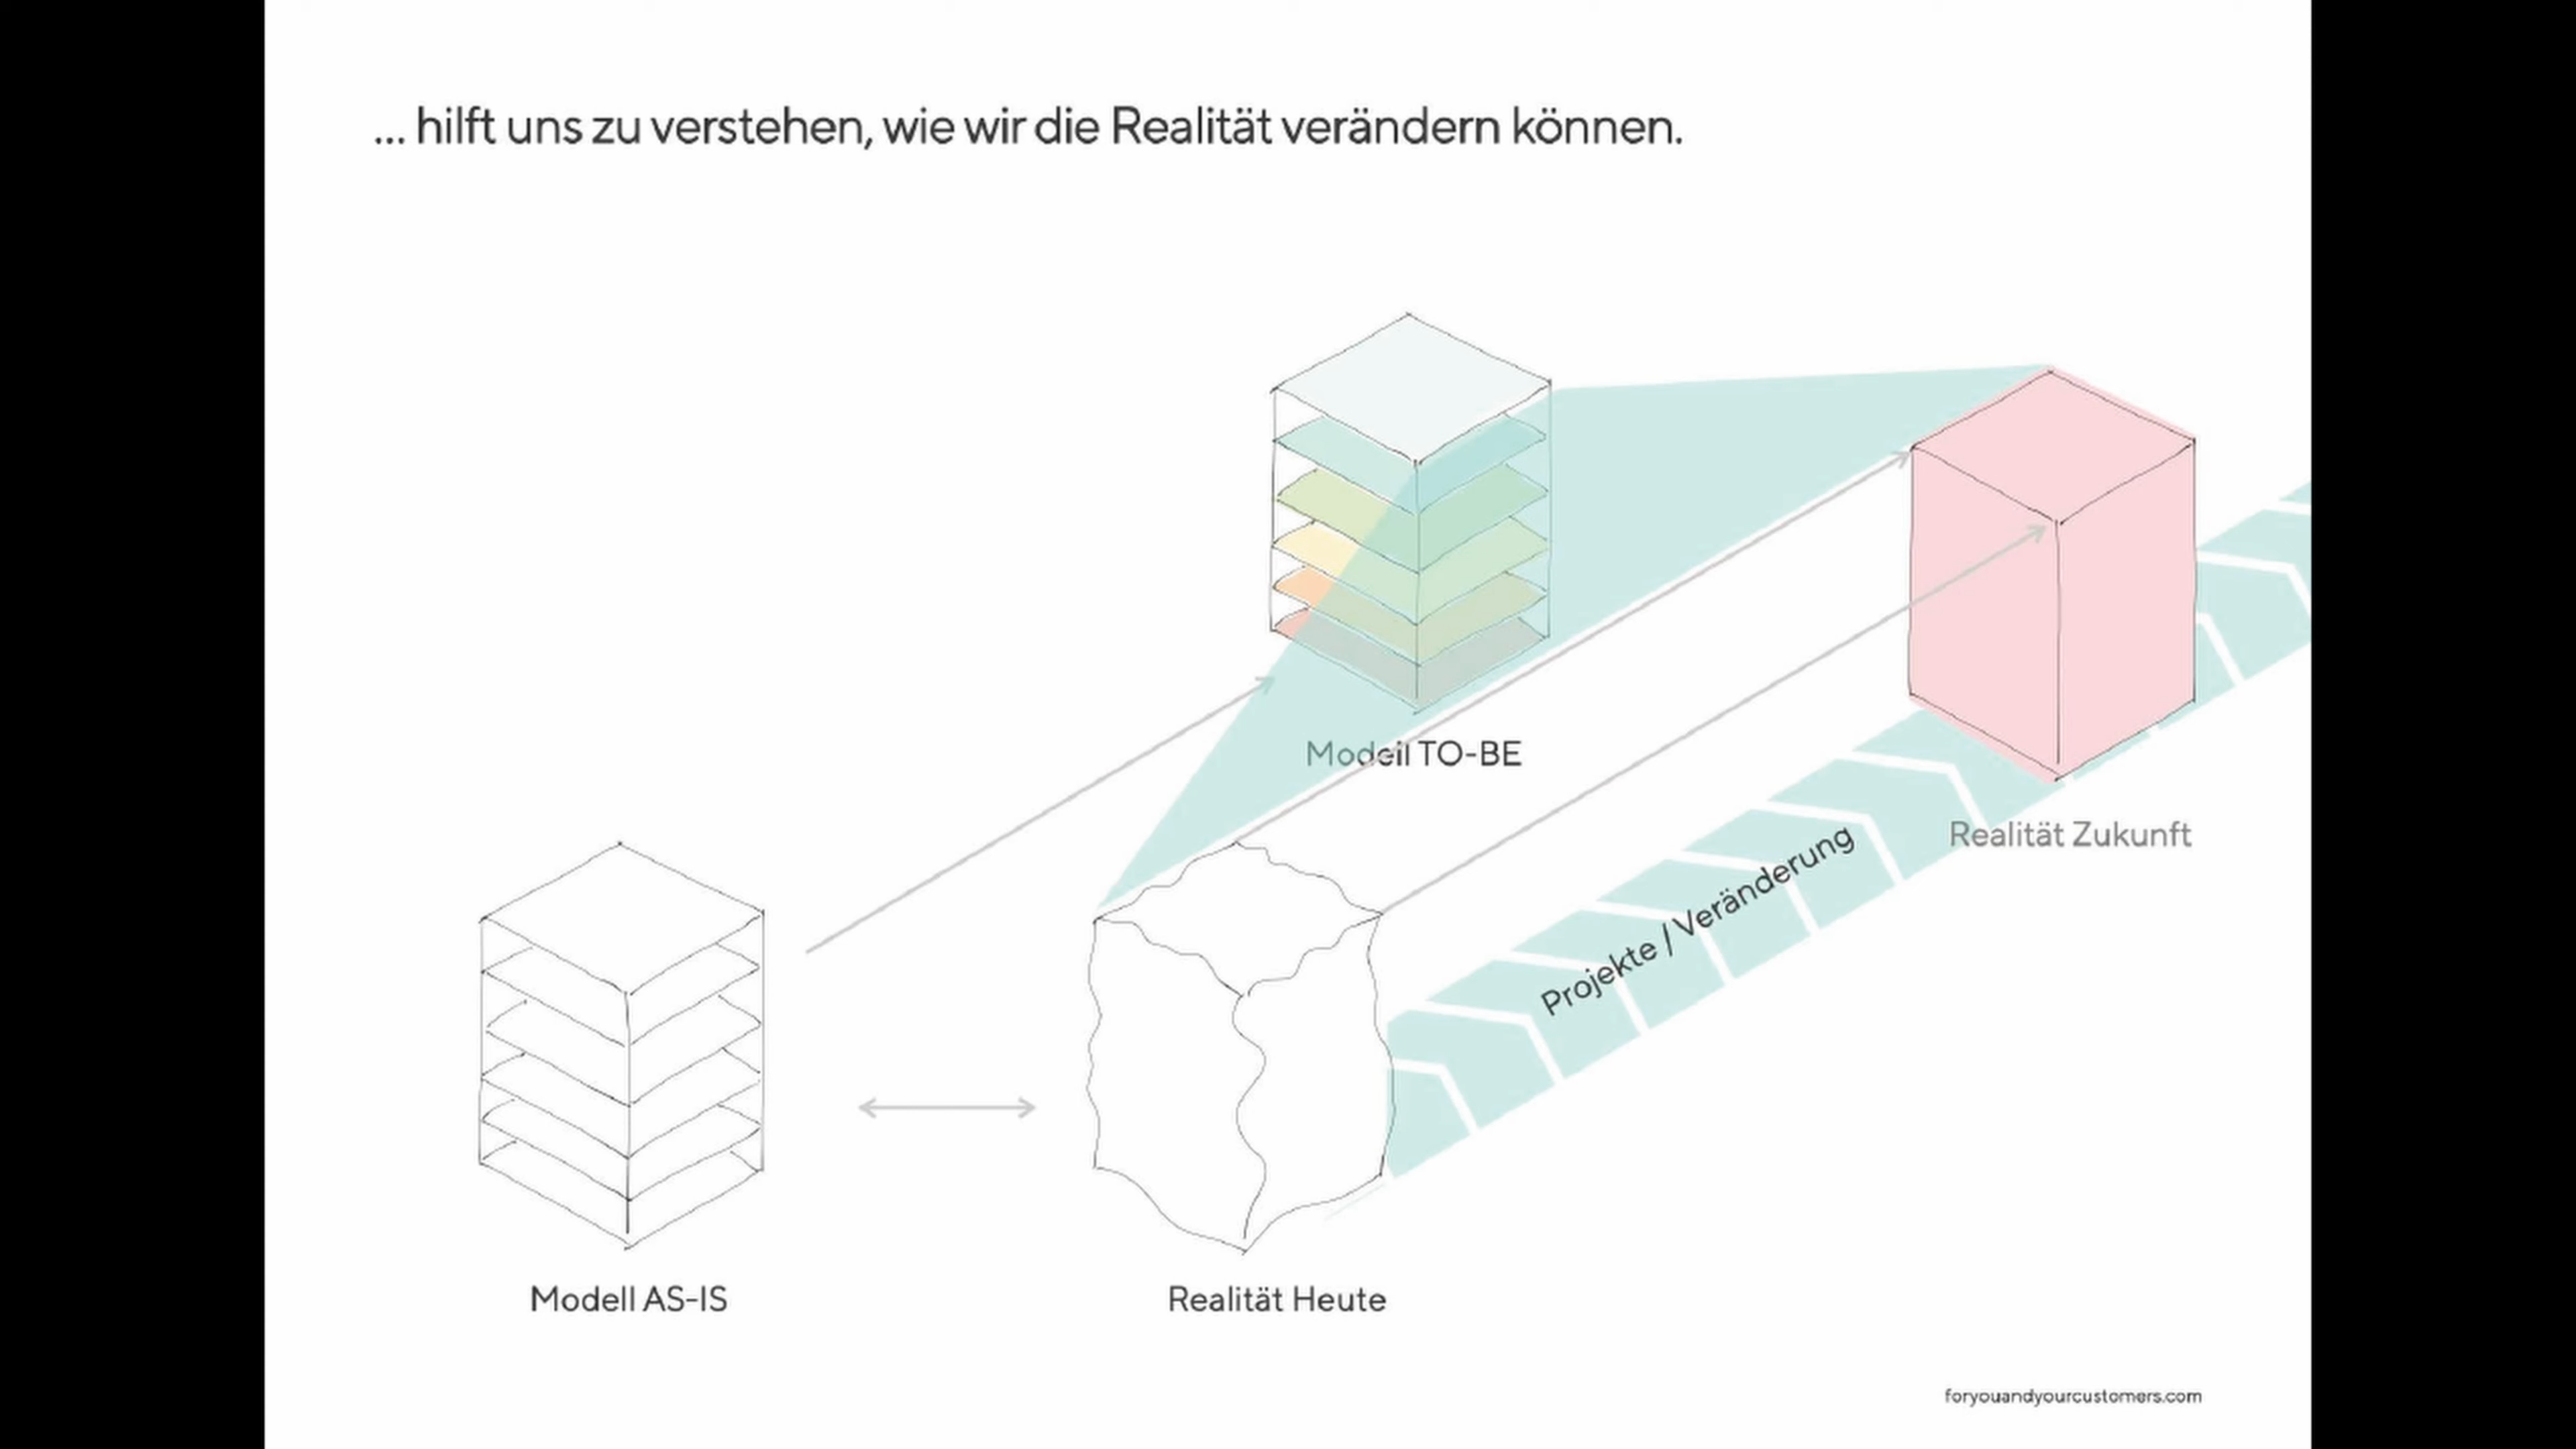 ... hilft uns zu verstehen, wie wir die Realität verändern können.
Modell TO-BE
Realität Zukunft
Projekte / Veränderung
Modell AS-IS
Realität Heute
foryouandyourcustomers.com